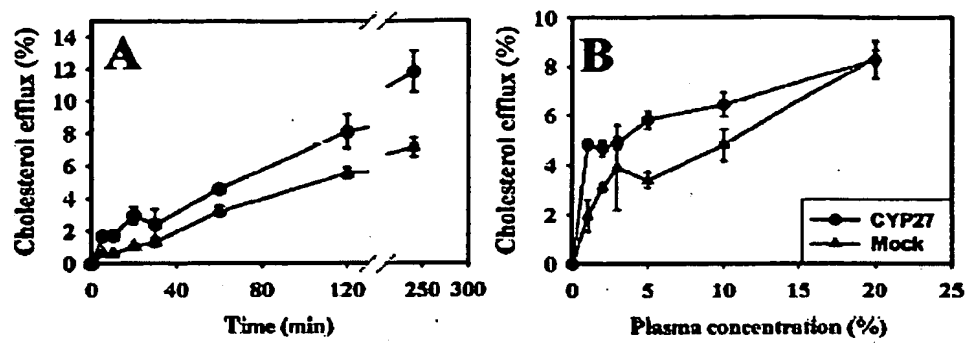 A
Cholesterol efflux (%)
14
12
10
8
6
4
2
0
0 40 80 120 250 300
Time (min)
B
Cholesterol efflux (%)
10
8
6
4
2
0
CYP27
Mock
0 5 10 15 20 25
Plasma concentration (%)